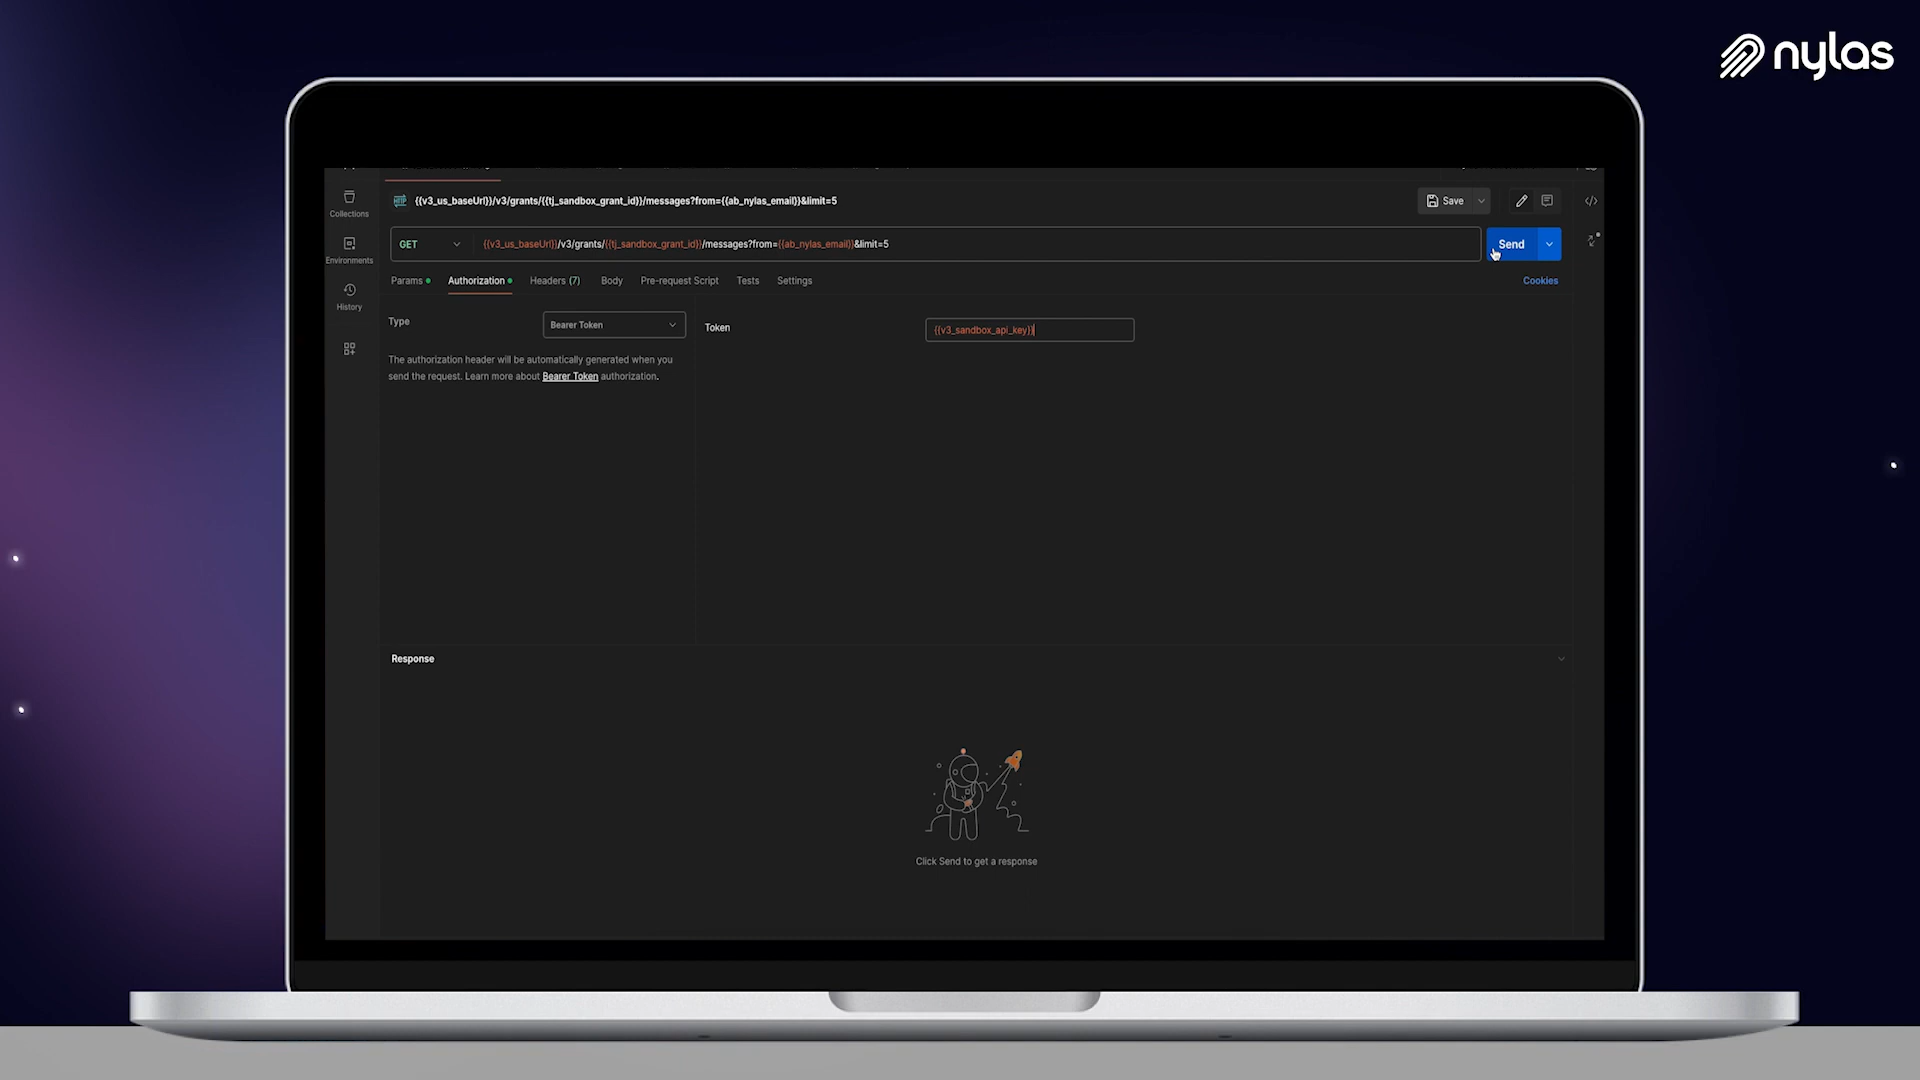 nylas
Collections
{{v3_us_baseUrl}}/v3/grants/{{tj_sandbox_grant_id}}/messages?from={{ab_nylas_email}}&limit=5
Save
GET
{{v3_us_baseUrl}}/v3/grants/{{tj_sandbox_grant_id}}/messages?from={{ab_nylas_email}}&limit=5
Send
Environments
Params
Authorization
Headers (7)
Body
Pre-request Script
Tests
Settings
Cookies
History
Type
Bearer Token
Token
{{v3_sandbox_api_key}}
The authorization header will be automatically generated when you
send the request. Learn more about Bearer Token authorization.
Response
Click Send to get a response